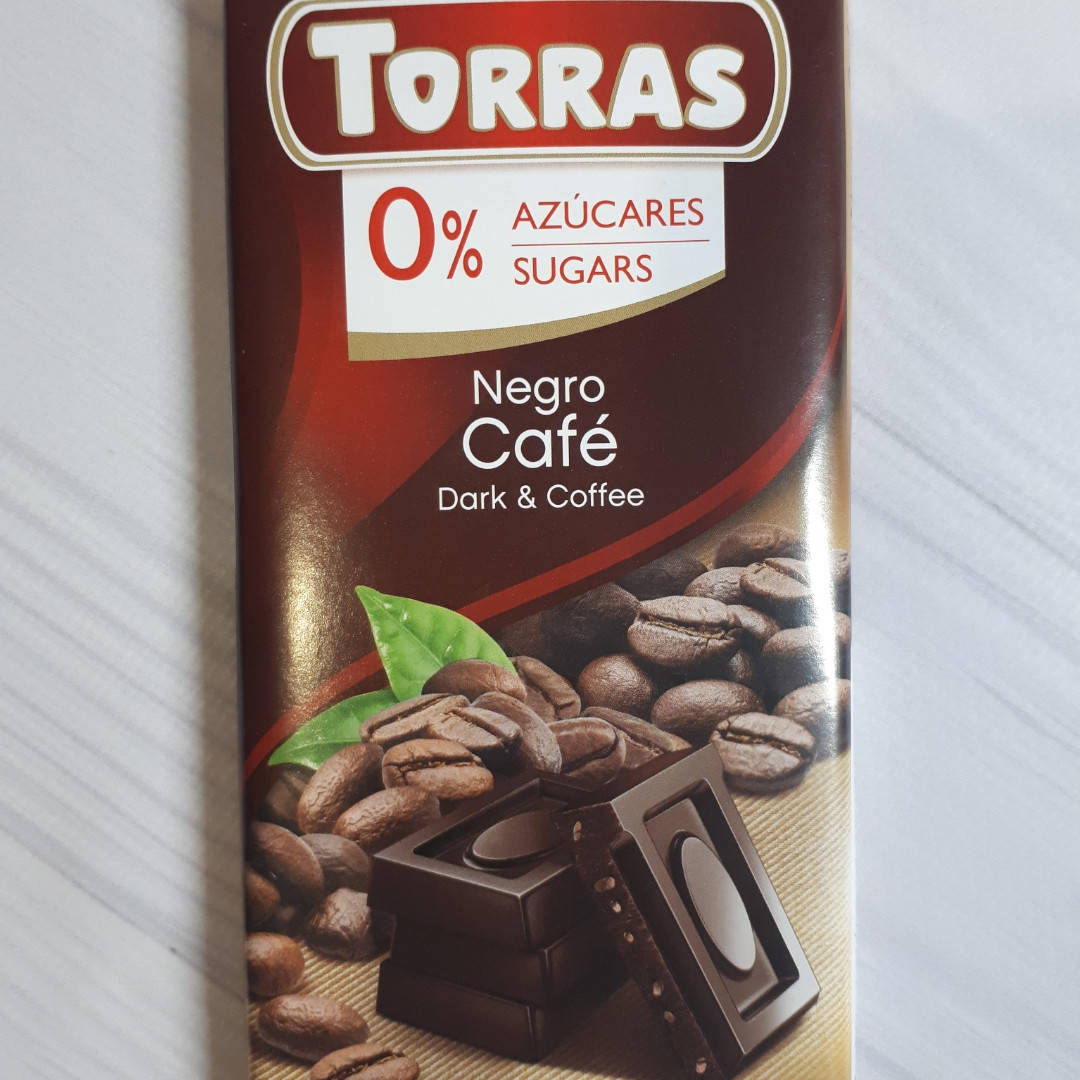 TORRAS
0% AZÚCARES
SUGARS
Negro
Café
Dark & Coffee